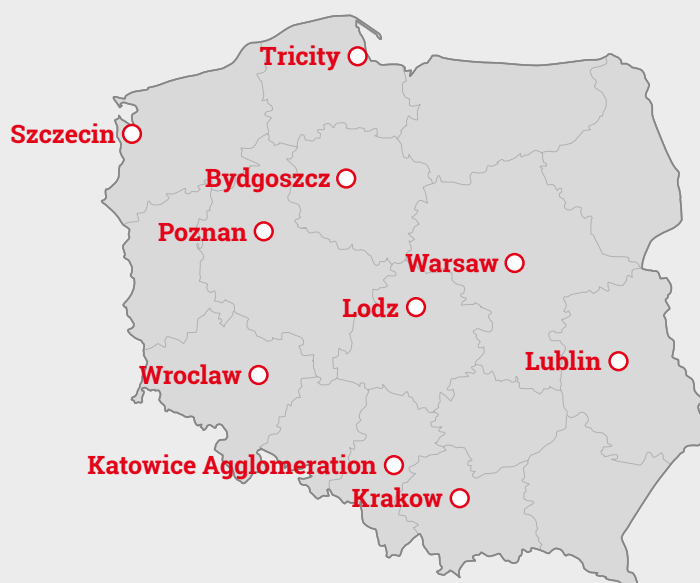 Tricity
Szczecin
Bydgoszcz
Poznan
Warsaw
Lodz
Lublin
Wroclaw
Katowice Agglomeration
Krakow